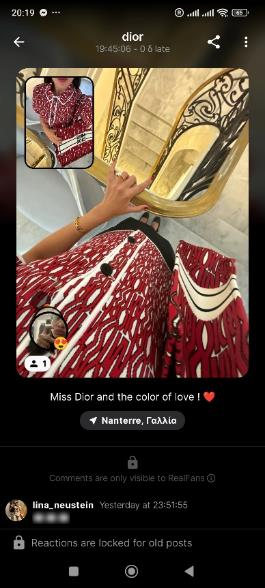 20:19
65
dior
19:45:06 - 0 δ late
1
Miss Dior and the color of love ! ❤️
Nanterre, Γαλλία
Comments are only visible to RealFans
lina_neustein Yesterday at 23:51:55
Reactions are locked for old posts